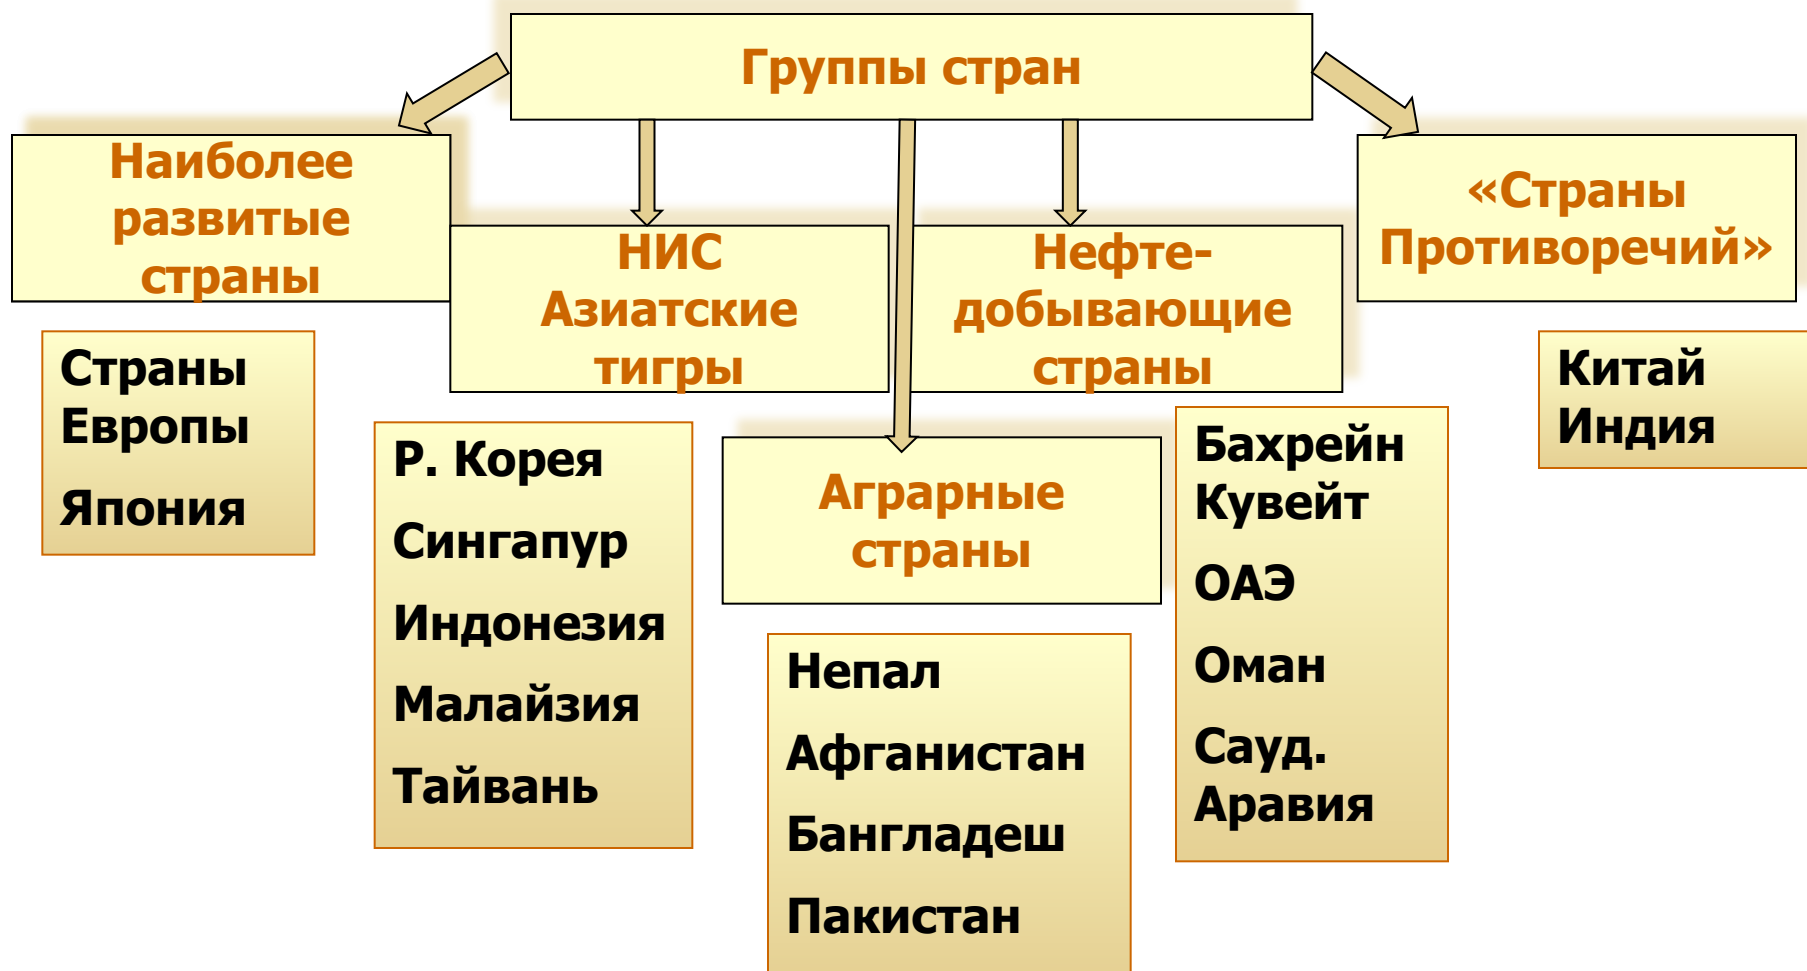 Группы стран
Наиболее
развитые
страны
НИС
Азиатские
тигры
Нефте-
добывающие
страны
«Страны
Противоречий»
Страны
Европы
Япония
Р. Корея
Сингапур
Индонезия
Малайзия
Тайвань
Аграрные
страны
Непал
Афганистан
Бангладеш
Пакистан
Бахрейн
Кувейт
ОАЭ
Оман
Сауд.
Аравия
Китай
Индия